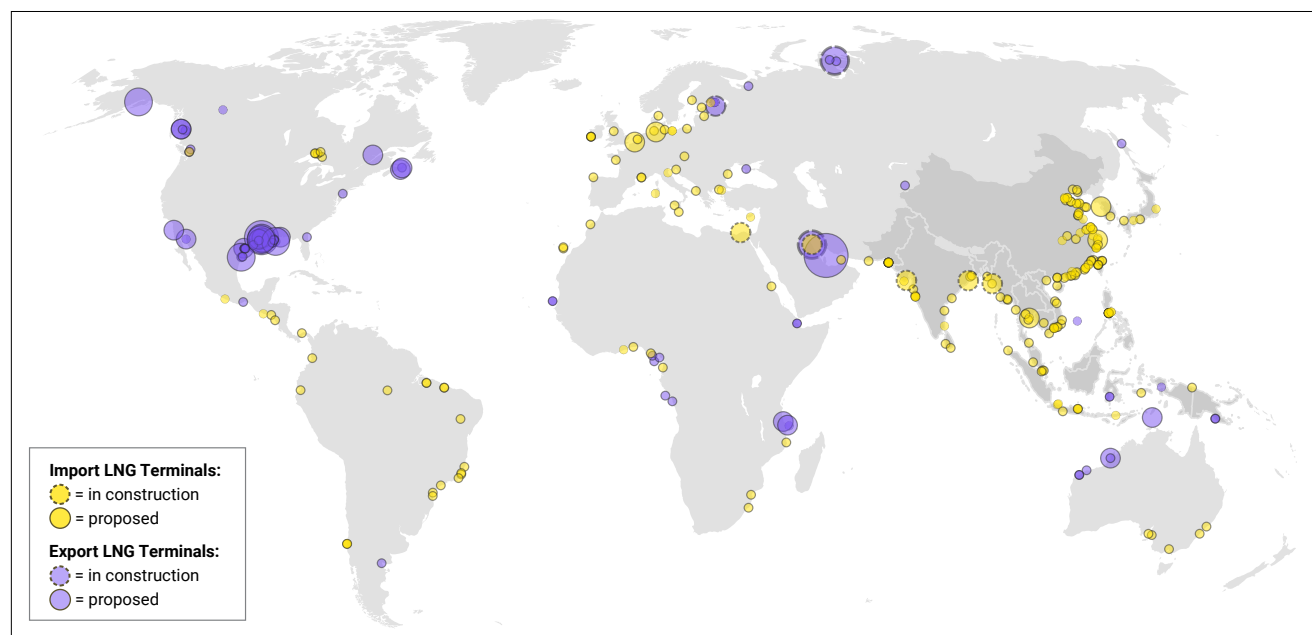 Import LNG Terminals:
= in construction
= proposed
Export LNG Terminals:
= in construction
= proposed